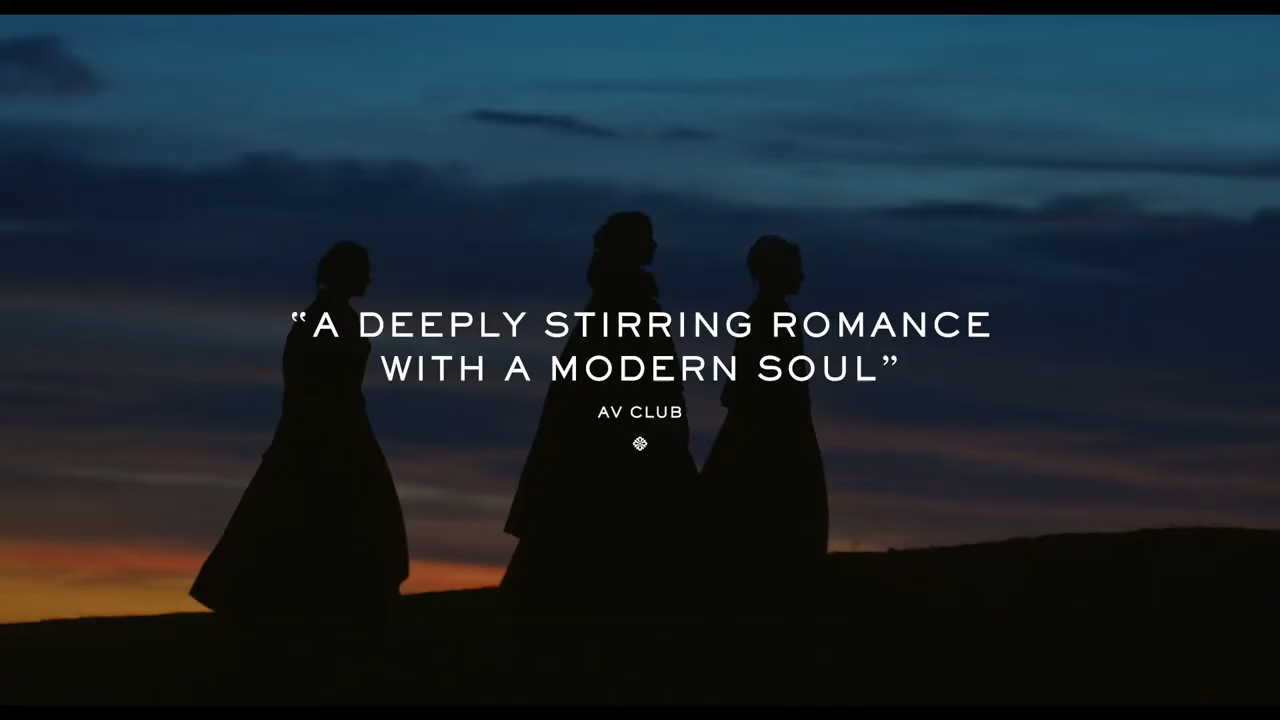 “A DEEPLY STIRRING ROMANCE
WITH A MODERN SOUL”
AV CLUB